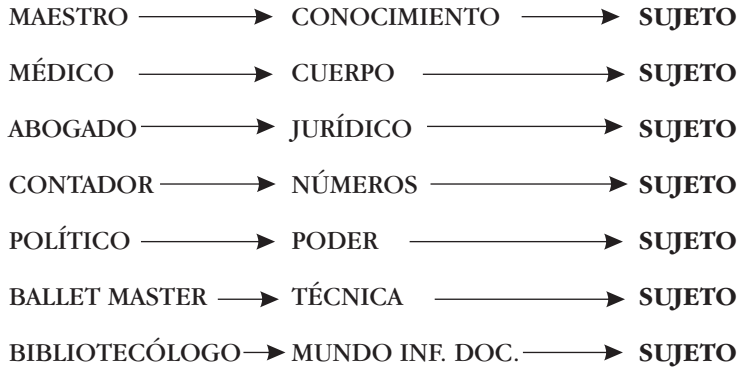 MAESTRO CONOCIMIENTO SUJETO
MÉDICO CUERPO SUJETO
ABOGADO JURÍDICO SUJETO
CONTADOR NÚMEROS SUJETO
POLÍTICO PODER SUJETO
BALLET MASTER TÉCNICA SUJETO
BIBLIOTECÓLOGO MUNDO INF. DOC. SUJETO